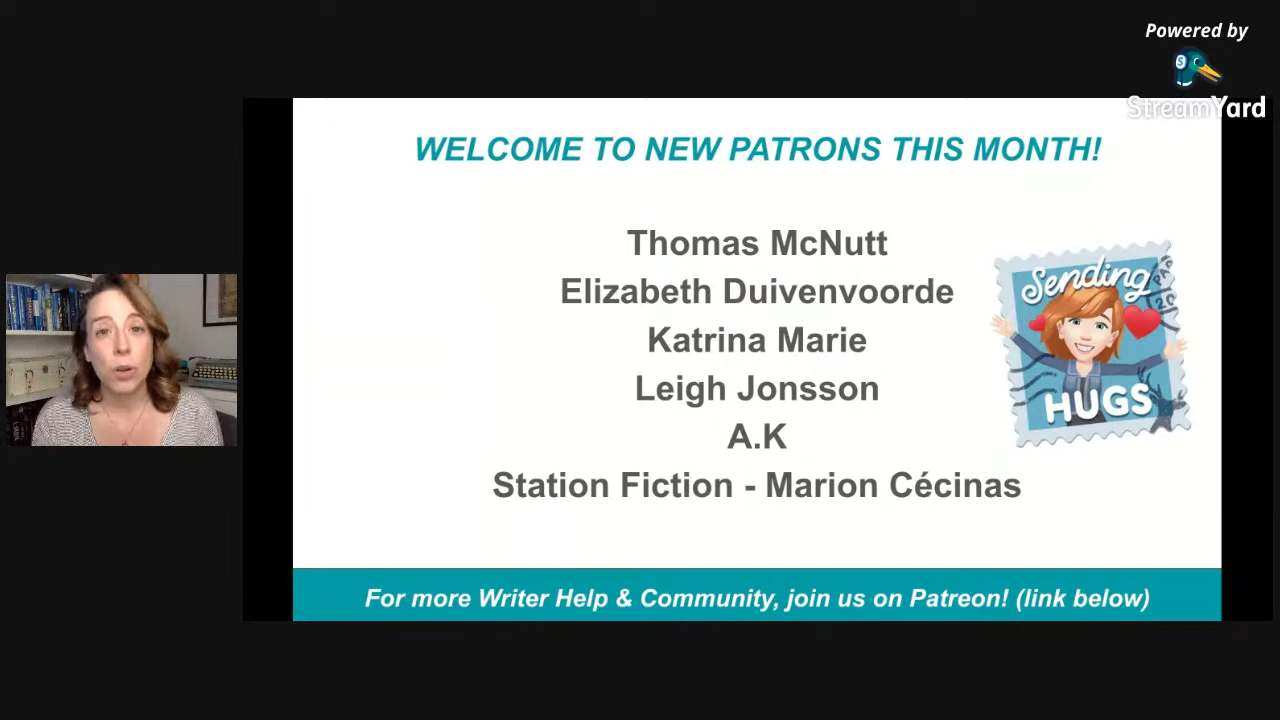 Powered by
StreamYard
WELCOME TO NEW PATRONS THIS MONTH!
Thomas McNutt
Elizabeth Duivenvoorde
Katrina Marie
Leigh Jonsson
A.K
Station Fiction - Marion Cécinas
Sending
HUGS
For more Writer Help & Community, join us on Patreon! (link below)